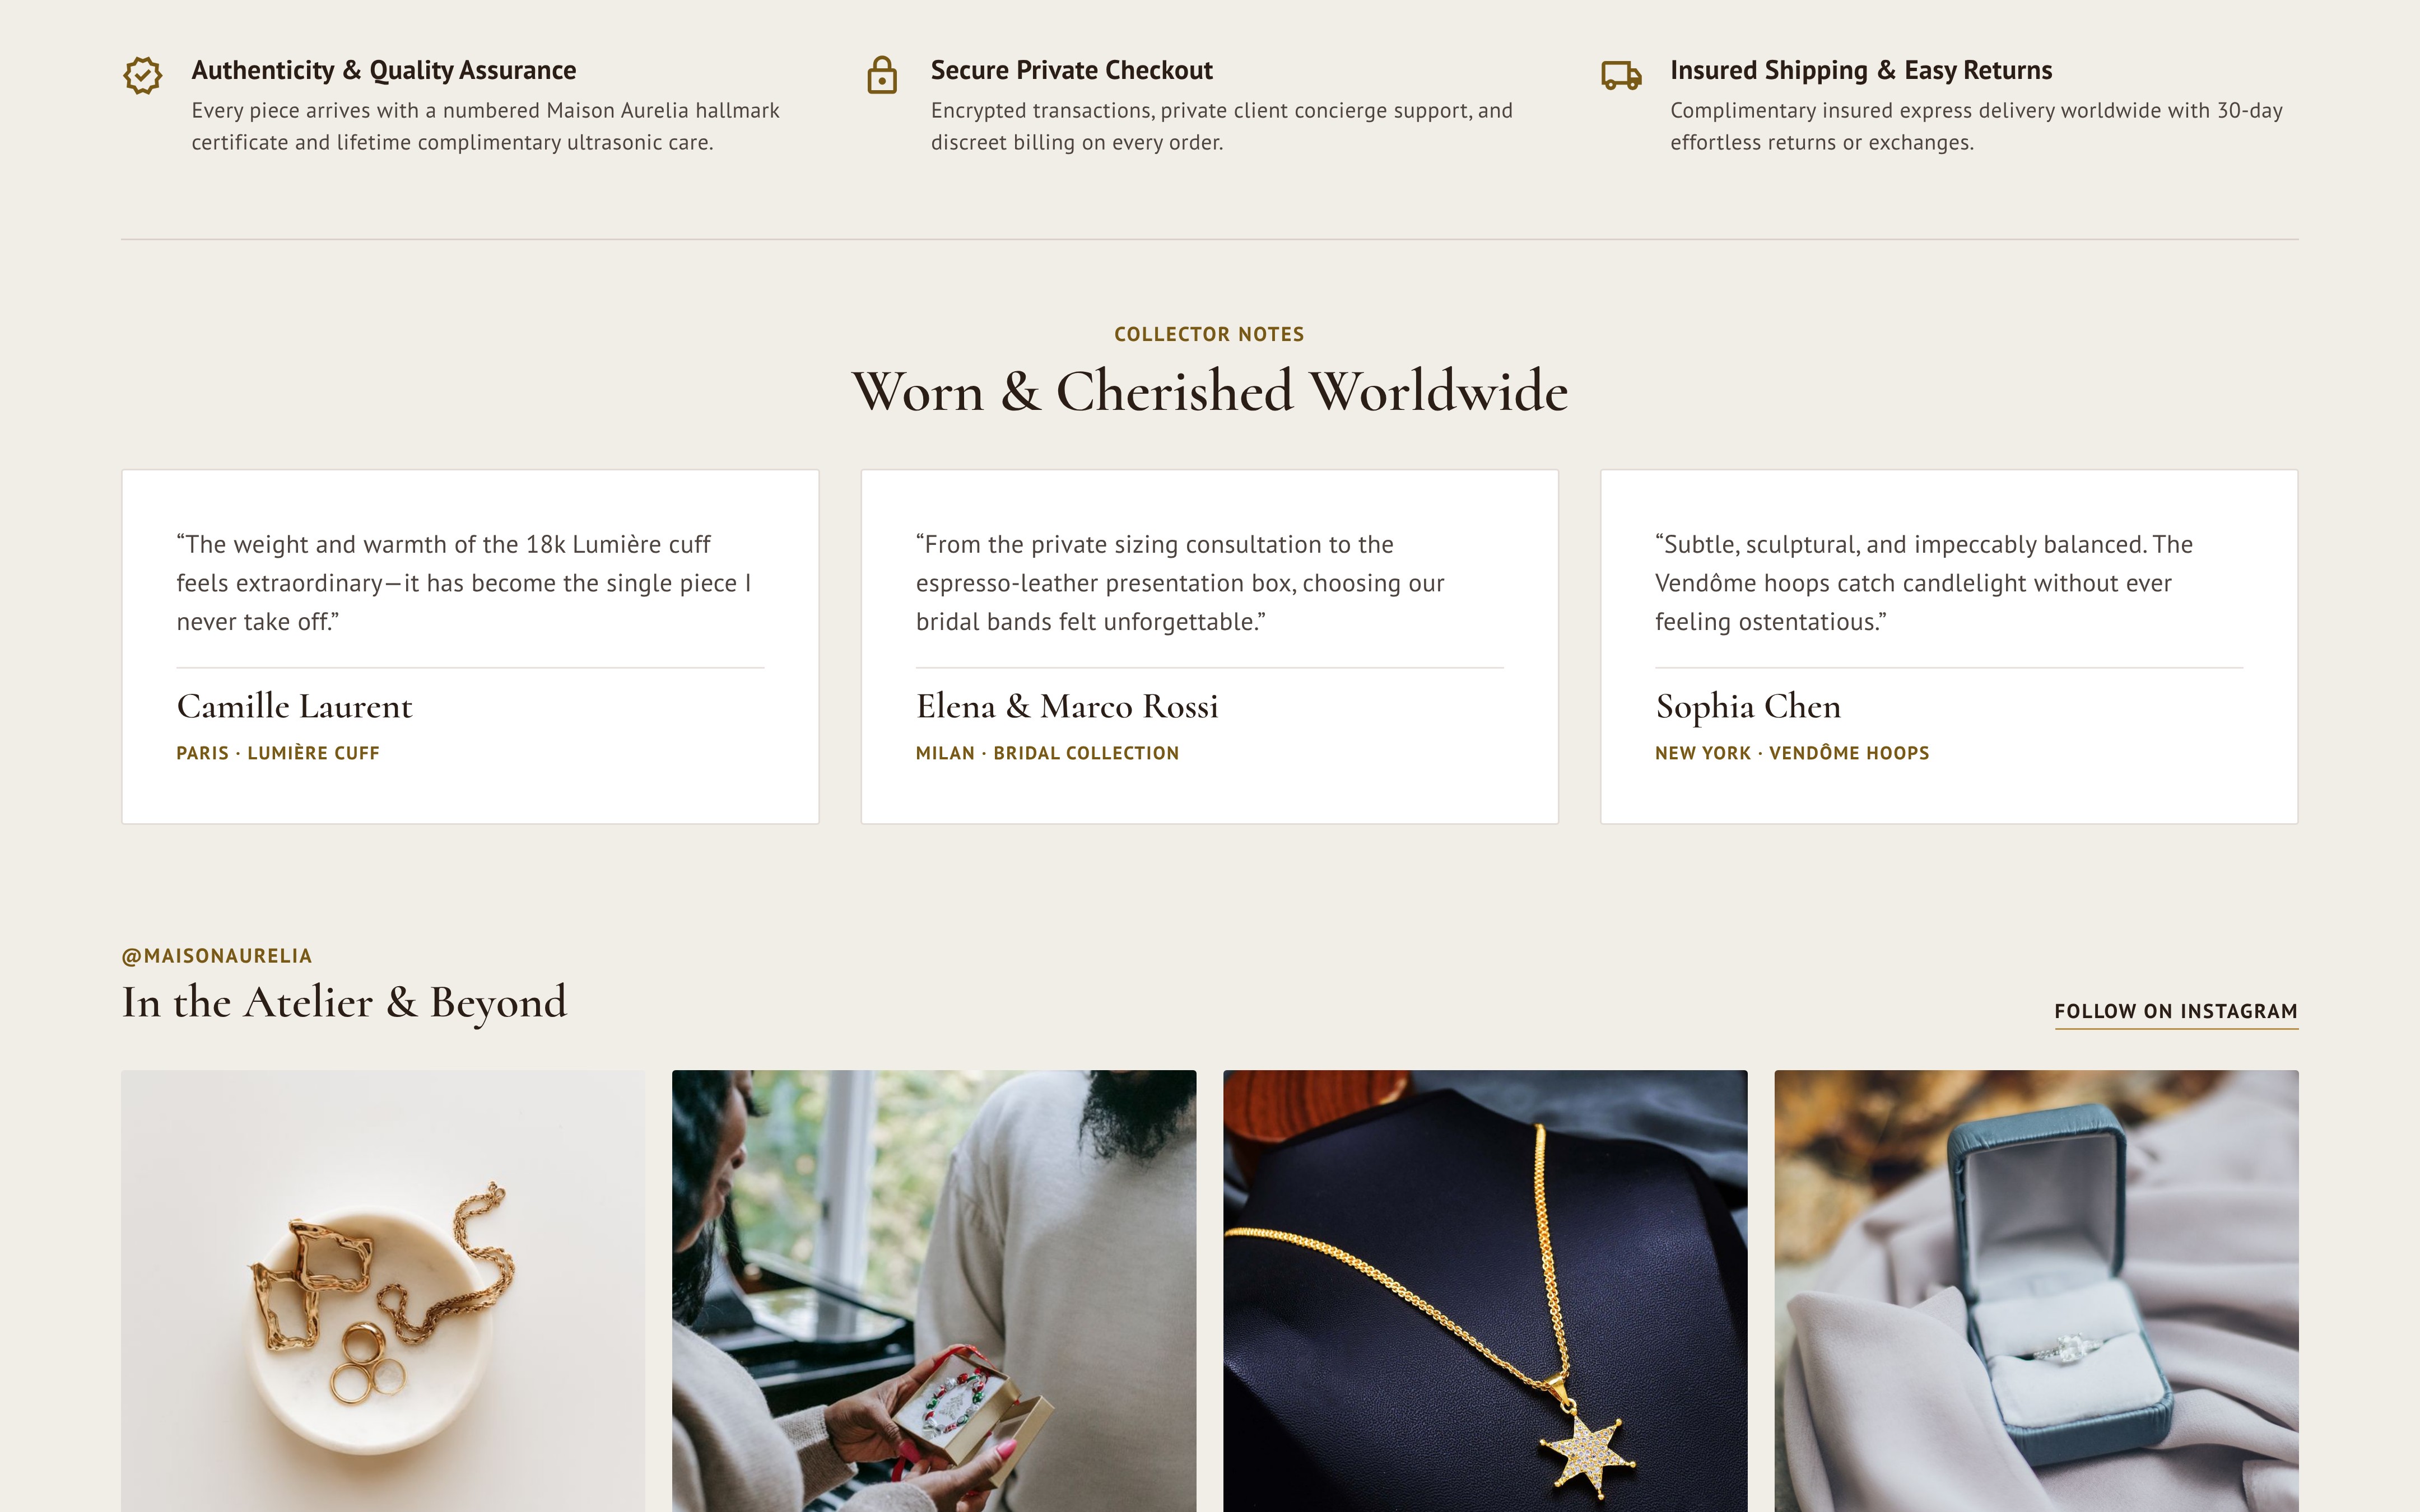 Authenticity & Quality Assurance
Every piece arrives with a numbered Maison Aurelia hallmark
certificate and lifetime complimentary ultrasonic care.
Secure Private Checkout
Encrypted transactions, private client concierge support, and
discreet billing on every order.
Insured Shipping & Easy Returns
Complimentary insured express delivery worldwide with 30-day
effortless returns or exchanges.
COLLECTOR NOTES
Worn & Cherished Worldwide
“The weight and warmth of the 18k Lumière cuff
feels extraordinary—it has become the single piece I
never take off.”
Camille Laurent
PARIS · LUMIÈRE CUFF
“From the private sizing consultation to the
espresso-leather presentation box, choosing our
bridal bands felt unforgettable.”
Elena & Marco Rossi
MILAN · BRIDAL COLLECTION
“Subtle, sculptural, and impeccably balanced. The
Vendôme hoops catch candlelight without ever
feeling ostentatious.”
Sophia Chen
NEW YORK · VENDÔME HOOPS
@MAISONAURELIA
In the Atelier & Beyond
FOLLOW ON INSTAGRAM